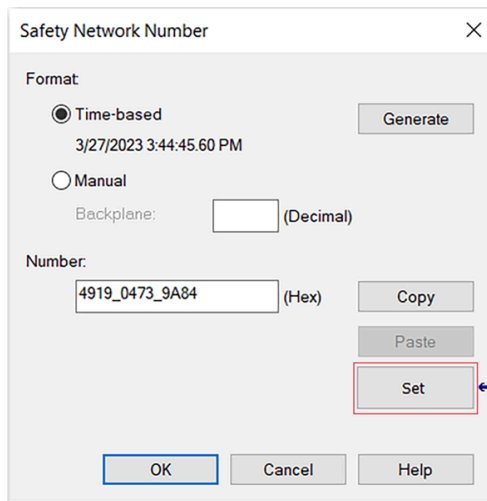 Safety Network Number
Format:
Time-based
Generate
3/27/2023 3:44:45.60 PM
Manual
Backplane:
(Decimal)
Number:
4919_0473_9A84
(Hex)
Copy
Paste
Set
OK
Cancel
Help